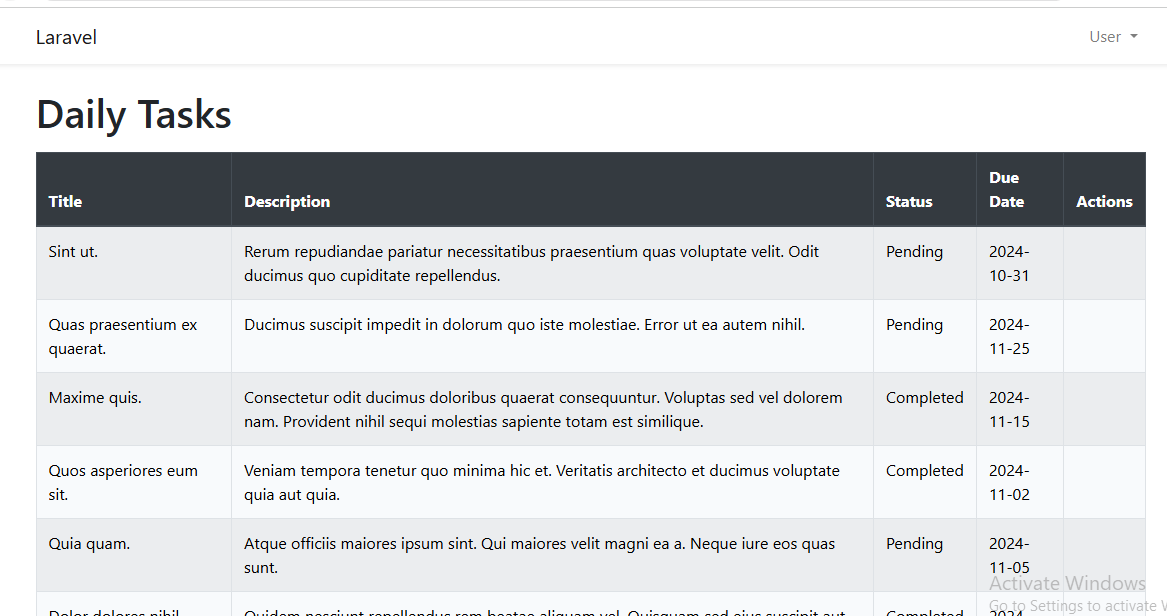 Laravel
User
Daily Tasks
Title
Description
Status
Due
Date
Actions
Sint ut.
Rerum repudiandae pariatur necessitatibus praesentium quas voluptate velit. Odit
ducimus quo cupiditate repellendus.
Pending
2024-
10-31
Quas praesentium ex
quaerat.
Ducimus suscipit impedit in dolorum quo iste molestiae. Error ut ea autem nihil.
Pending
2024-
11-25
Maxime quis.
Consectetur odit ducimus doloribus quaerat consequuntur. Voluptas sed vel dolorem
nam. Provident nihil sequi molestias sapiente totam est similique.
Completed
2024-
11-15
Quos asperiores eum
sit.
Veniam tempora tenetur quo minima hic et. Veritatis architecto et ducimus voluptate
quia aut quia.
Completed
2024-
11-02
Quia quam.
Atque officiis maiores ipsum sint. Qui maiores velit magni ea a. Neque iure eos quas
sunt.
Pending
2024-
11-05
Dolor dolores nihil
Quidem nesciunt repellendus rem beatae aliquam vel. Quisquam sed eius suscipit aut
Completed
2024-
Activate Windows
Go to Settings to activate W